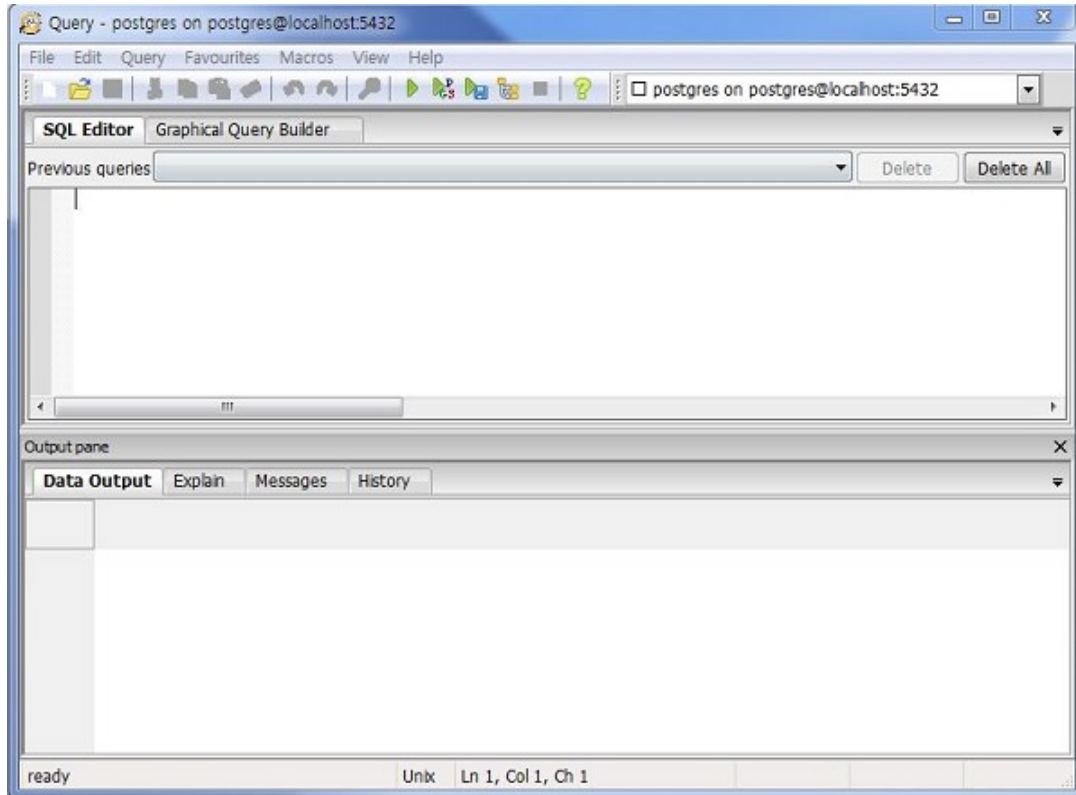 Query - postgres on postgres@localhost:5432
File Edit Query Favourites Macros View Help
postgres on postgres@localhost:5432
SQL Editor Graphical Query Builder
Previous queries Delete Delete All
Output pane
Data Output Explain Messages History
ready Unix Ln 1, Col 1, Ch 1